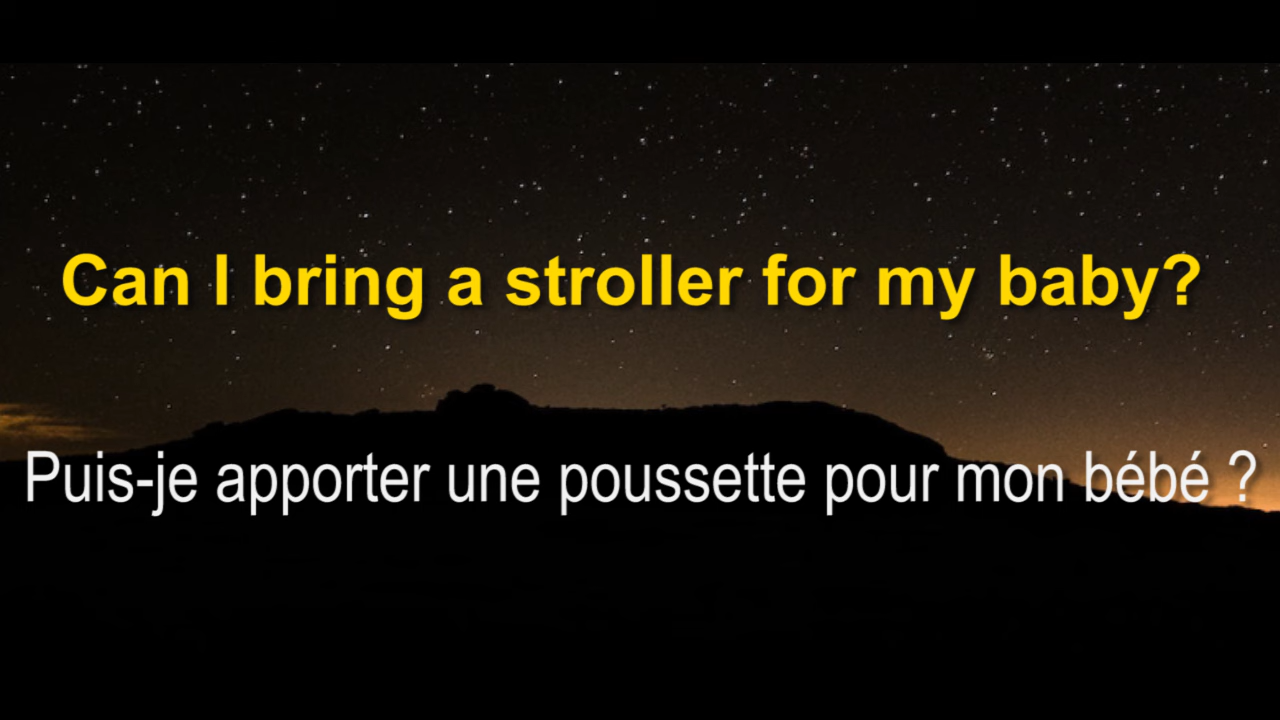 Can I bring a stroller for my baby?
Puis-je apporter une poussette pour mon bébé ?